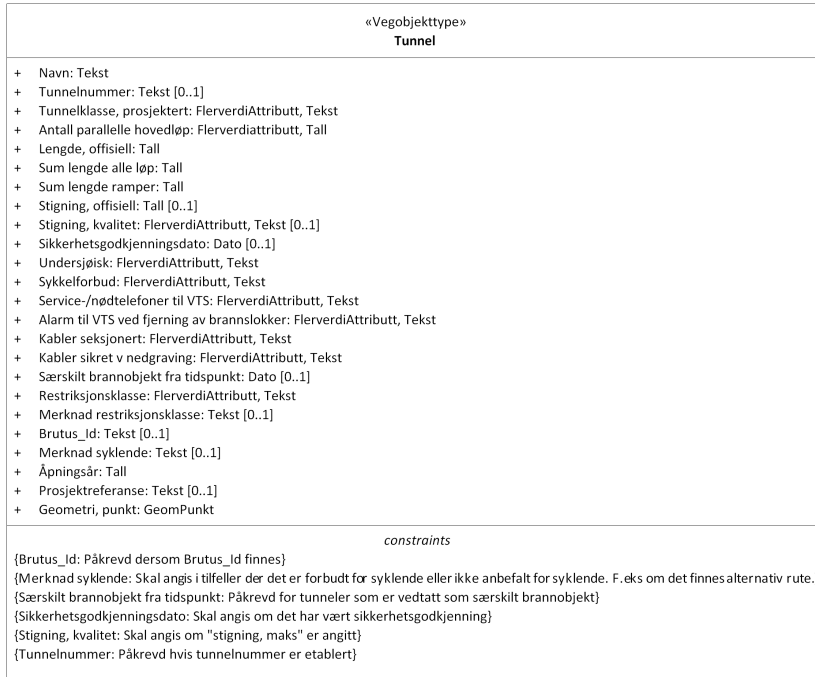 «Vegobjekttype»
Tunnel
+ Navn: Tekst
+ Tunnelnummer: Tekst [0..1]
+ Tunnelklasse, prosjektert: FlerverdiAttributt, Tekst
+ Antall parallelle hovedløp: Flerverdiattributt, Tall
+ Lengde, offisiell: Tall
+ Sum lengde alle løp: Tall
+ Sum lengde ramper: Tall
+ Stigning, offisiell: Tall [0..1]
+ Stigning, kvalitet: FlerverdiAttributt, Tekst [0..1]
+ Sikkerhetsgodkjenningsdato: Dato [0..1]
+ Undersjøisk: FlerverdiAttributt, Tekst
+ Sykkelforbud: FlerverdiAttributt, Tekst
+ Service-/nødtelefoner til VTS: FlerverdiAttributt, Tekst
+ Alarm til VTS ved fjerning av brannslokker: FlerverdiAttributt, Tekst
+ Kabler seksjonert: FlerverdiAttributt, Tekst
+ Kabler sikret v nedgraving: FlerverdiAttributt, Tekst
+ Særskilt brannobjekt fra tidspunkt: Dato [0..1]
+ Restriksjonsklasse: FlerverdiAttributt, Tekst
+ Merknad restriksjonsklasse: Tekst [0..1]
+ Brutus_Id: Tekst [0..1]
+ Merknad syklende: Tekst [0..1]
+ Åpningsår: Tall
+ Prosjektreferanse: Tekst [0..1]
+ Geometri, punkt: GeomPunkt
constraints
{Brutus_Id: Påkrevd dersom Brutus_Id finnes}
{Merknad syklende: Skal angis i tilfeller der det er forbudt for syklende eller ikke anbefalt for syklende. F.eks om det finnes alternativ rute.
{Særskilt brannobjekt fra tidspunkt: Påkrevd for tunneler som er vedtatt som særskilt brannobjekt}
{Sikkerhetsgodkjenningsdato: Skal angis om det har vært sikkerhetsgodkjenning}
{Stigning, kvalitet: Skal angis om "stigning, maks" er angitt}
{Tunnelnummer: Påkrevd hvis tunnelnummer er etablert}